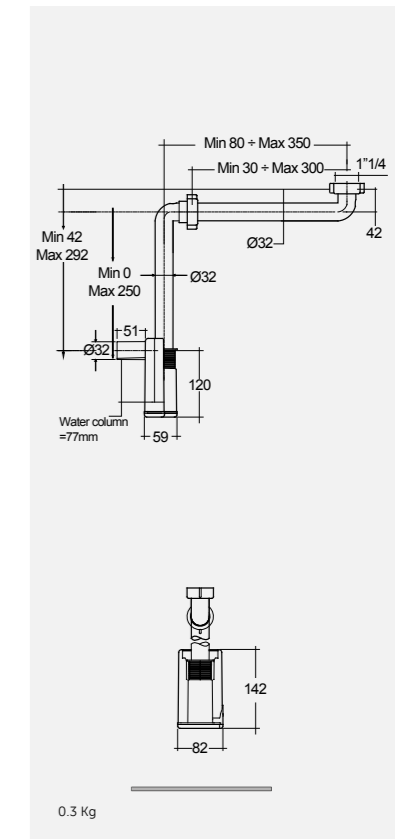 Min 80 ÷ Max 350
Min 30 ÷ Max 300
1"1/4
Min 42
Max 292
Ø32
42
Min 0
Max 250
Ø32
51
Ø32
120
Water column
=77mm
59
142
82
0.3 Kg